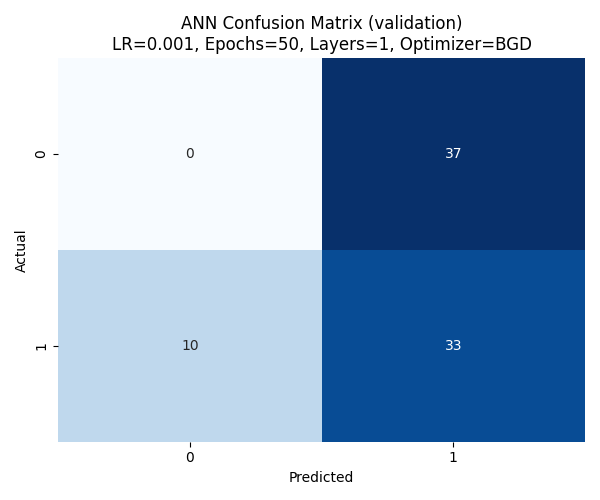 ANN Confusion Matrix (validation)
LR=0.001, Epochs=50, Layers=1, Optimizer=BGD
Actual
0
0
37
1
10
33
0
1
Predicted